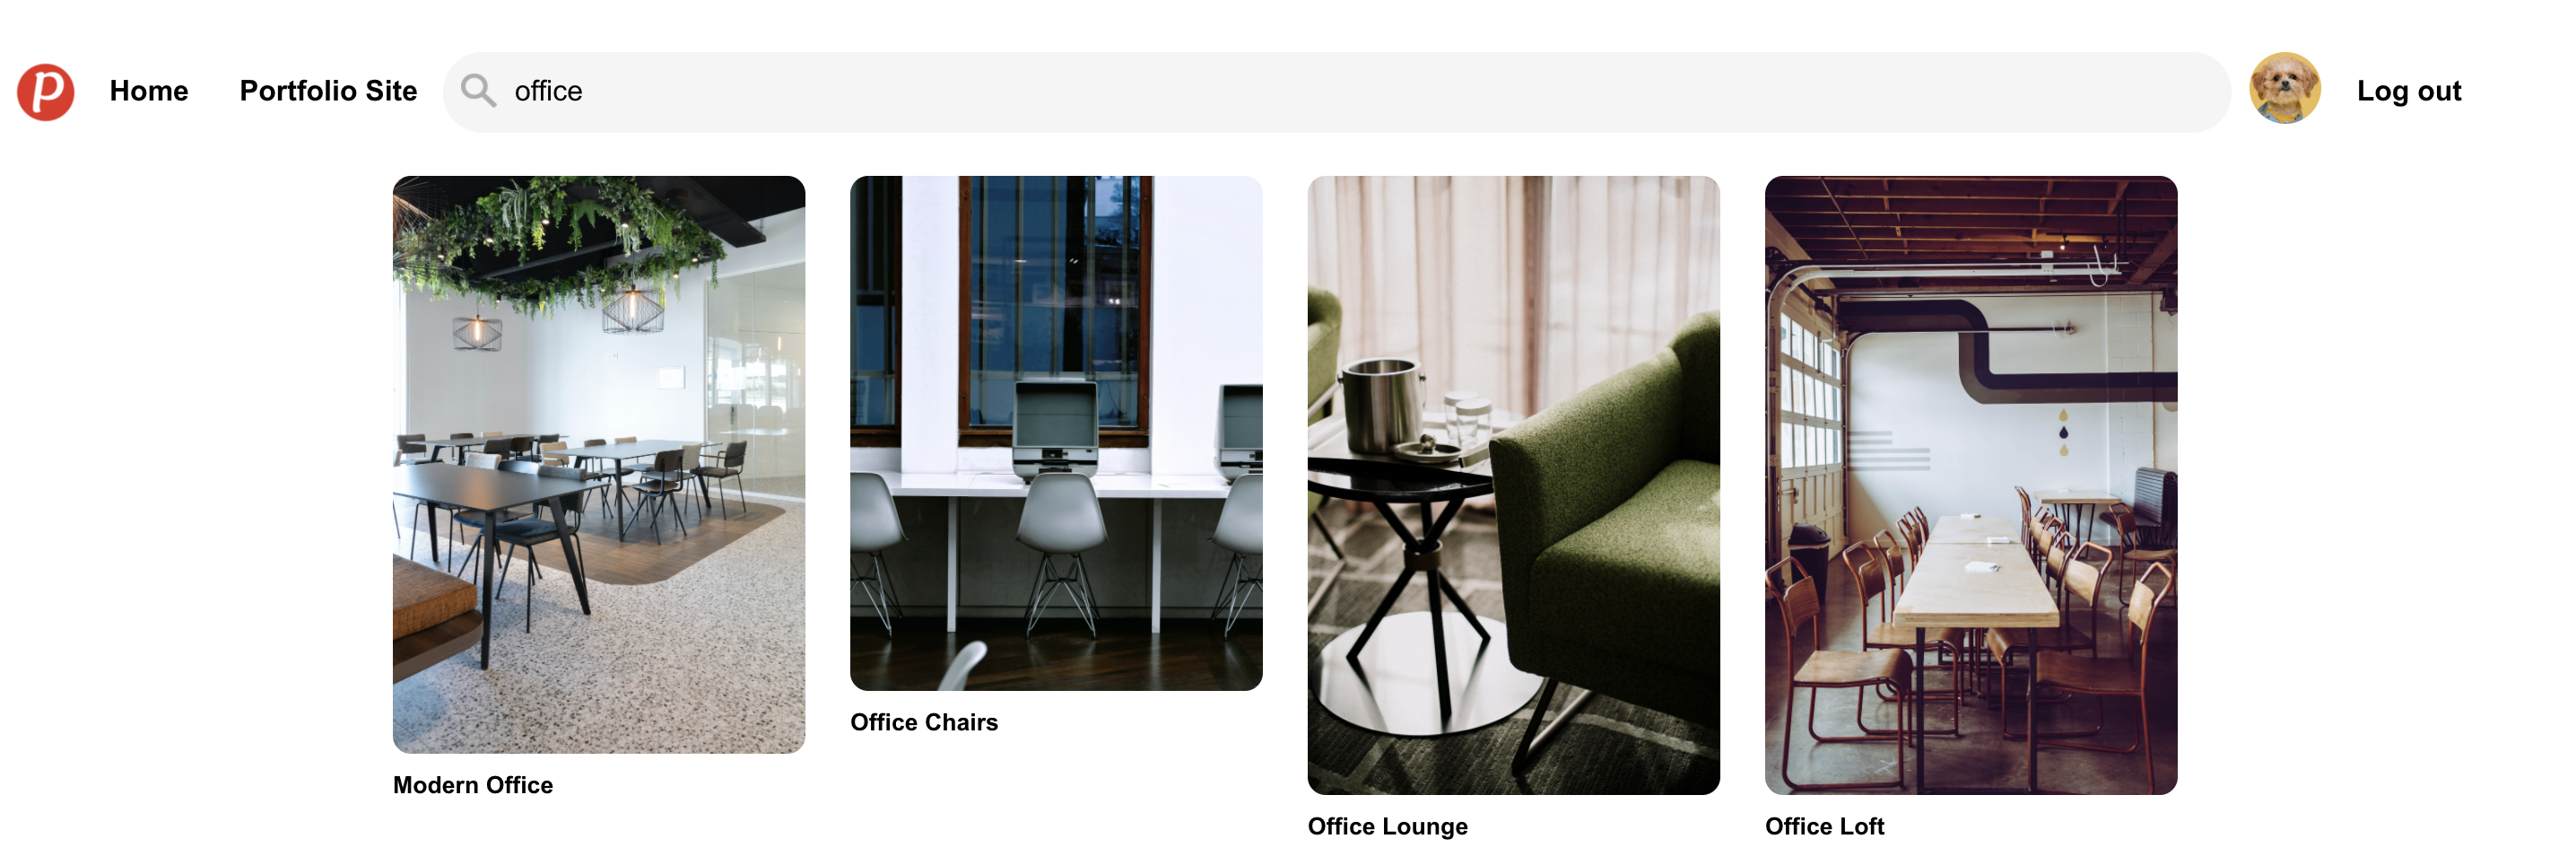 P Home Portfolio Site office Log out
Modern Office
Office Chairs
Office Lounge
Office Loft